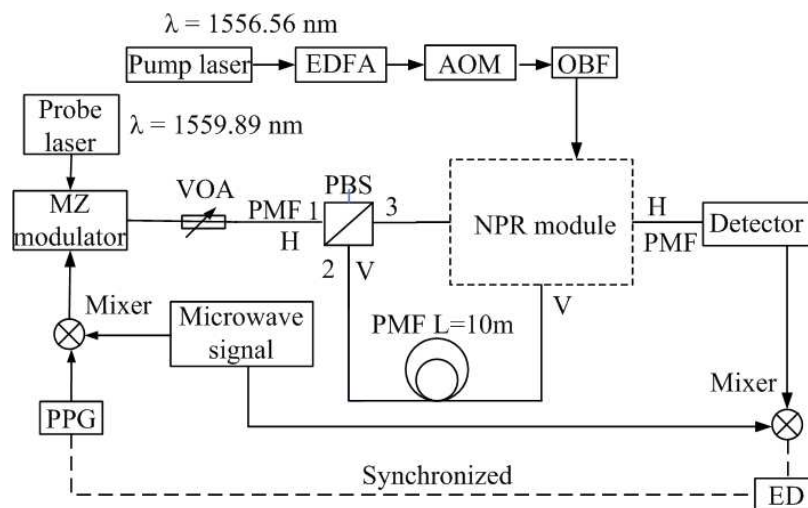 λ = 1556.56 nm
Pump laser
EDFA
AOM
OBF
Probe
laser
λ = 1559.89 nm
MZ
modulator
VOA
PMF 1
H
PBS
3
2
V
NPR module
H
PMF
Detector
V
PMF L=10m
Mixer
Microwave
signal
Mixer
PPG
Synchronized
ED